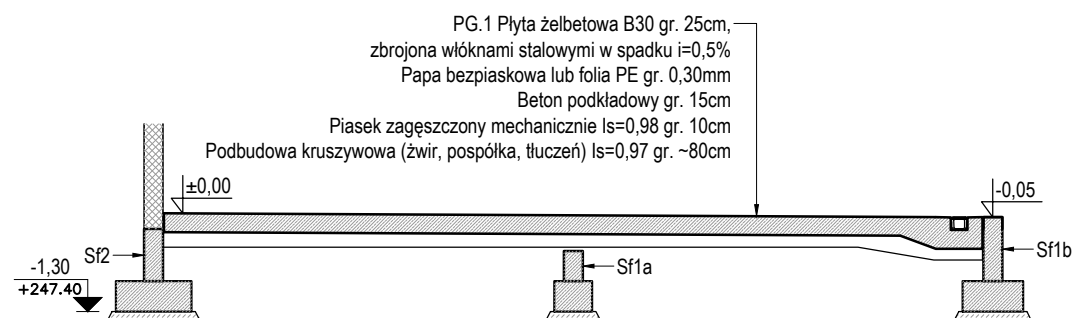 PG.1 Płyta żelbetowa B30 gr. 25cm,
zbrojona włóknami stalowymi w spadku i=0,5%
Papa bezpiaskowa lub folia PE gr. 0,30mm
Beton podkładowy gr. 15cm
Piasek zagęszczony mechanicznie Is=0,98 gr. 10cm
Podbudowa kruszywowa (żwir, pospółka, tłuczeń) Is=0,97 gr. ~80cm
±0,00
-0,05
Sf2
Sf1a
Sf1b
-1,30
+247.40